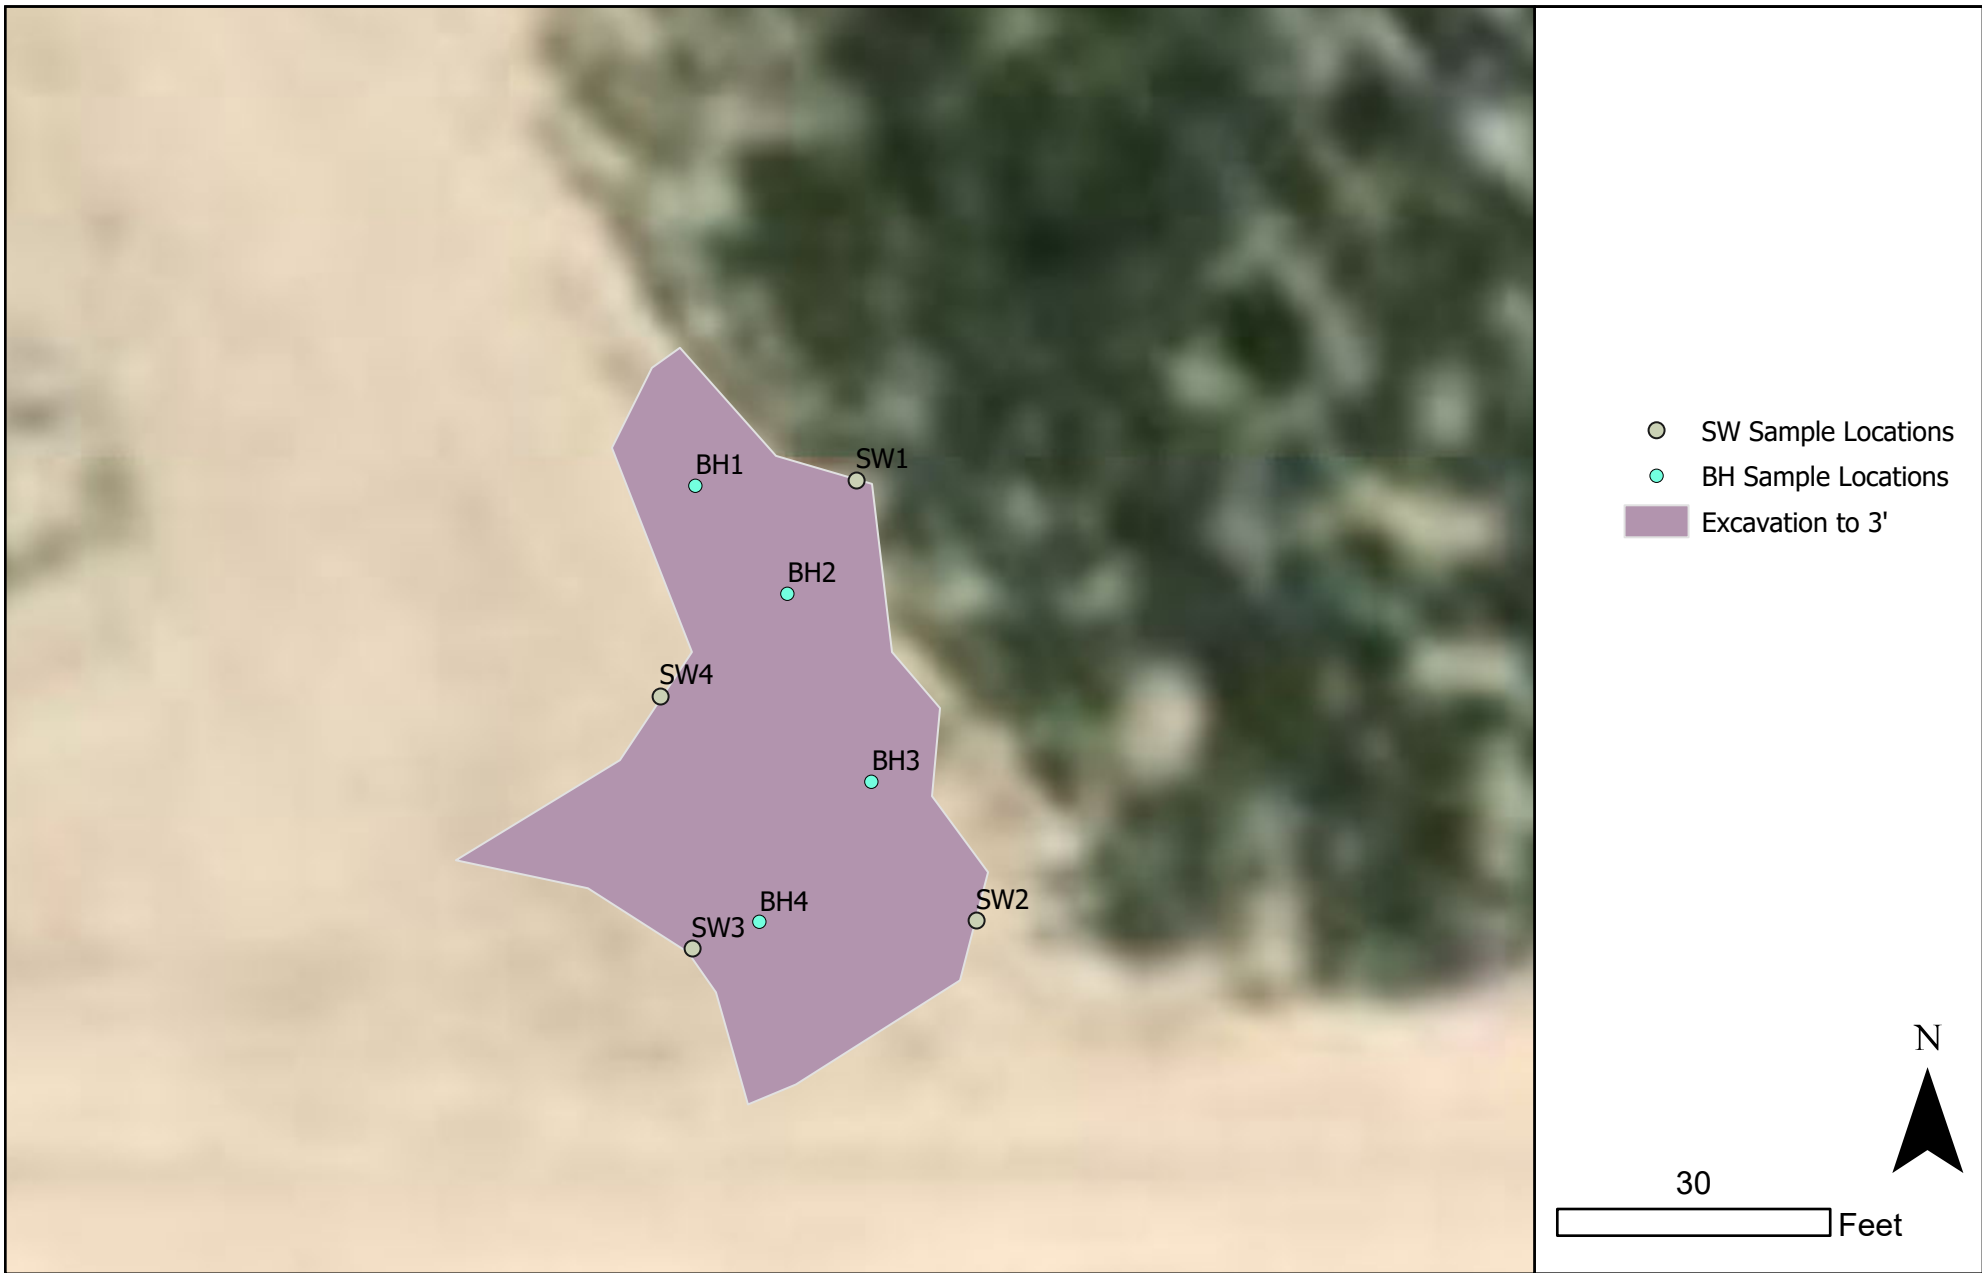 SW1
BH1
BH2
SW4
BH3
SW2
BH4
SW3
SW Sample Locations
BH Sample Locations
Excavation to 3'
N
30
Feet